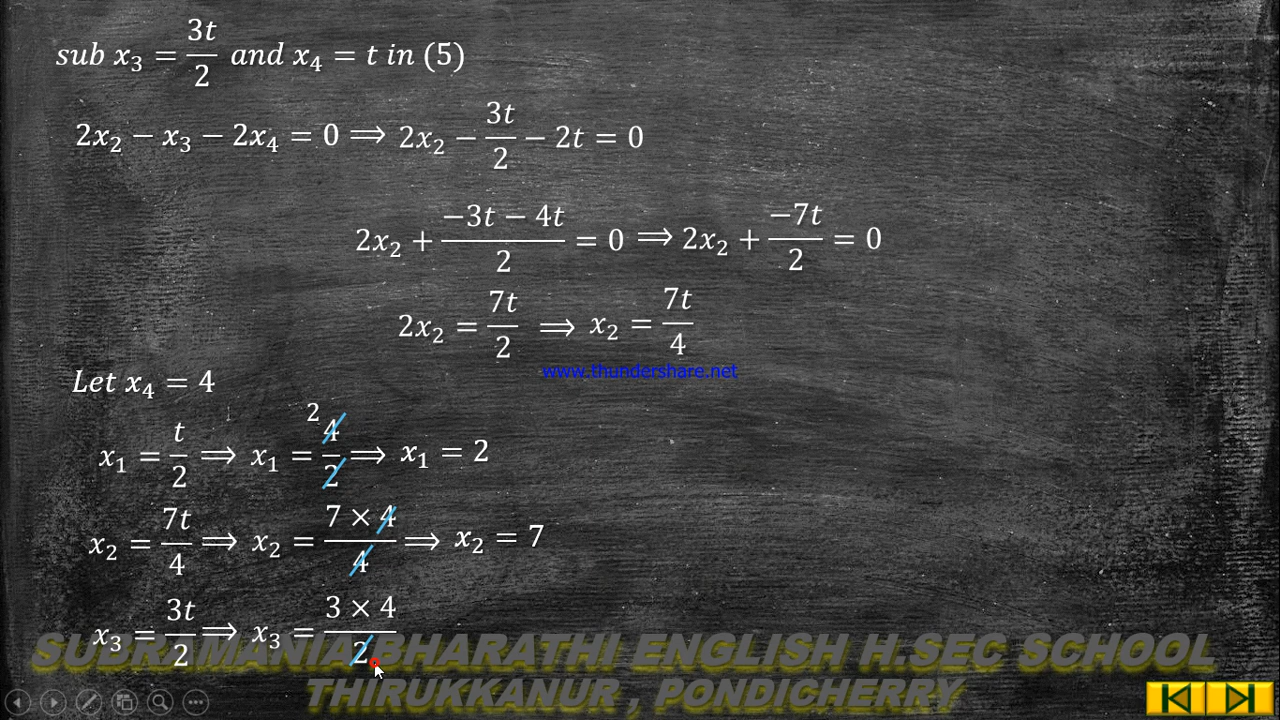 sub x₃ = 3t/2 and x₄ = t in (5)
2x₂ − x₃ − 2x₄ = 0 ⟹ 2x₂ − 3t/2 − 2t = 0
2x₂ + (−3t − 4t)/2 = 0 ⟹ 2x₂ + (−7t)/2 = 0
2x₂ = 7t/2 ⟹ x₂ = 7t/4
www.thundershare.net
Let x₄ = 4
x₁ = t/2 ⟹ x₁ = 4/2 2 ⟹ x₁ = 2
x₂ = 7t/4 ⟹ x₂ = (7 × 4)/4 ⟹ x₂ = 7
x₃ = 3t/2 ⟹ x₃ = (3 × 4)/2
SUBRAMANIA BHARATHI ENGLISH H.SEC SCHOOL
THIRUKKANUR , PONDICHERRY